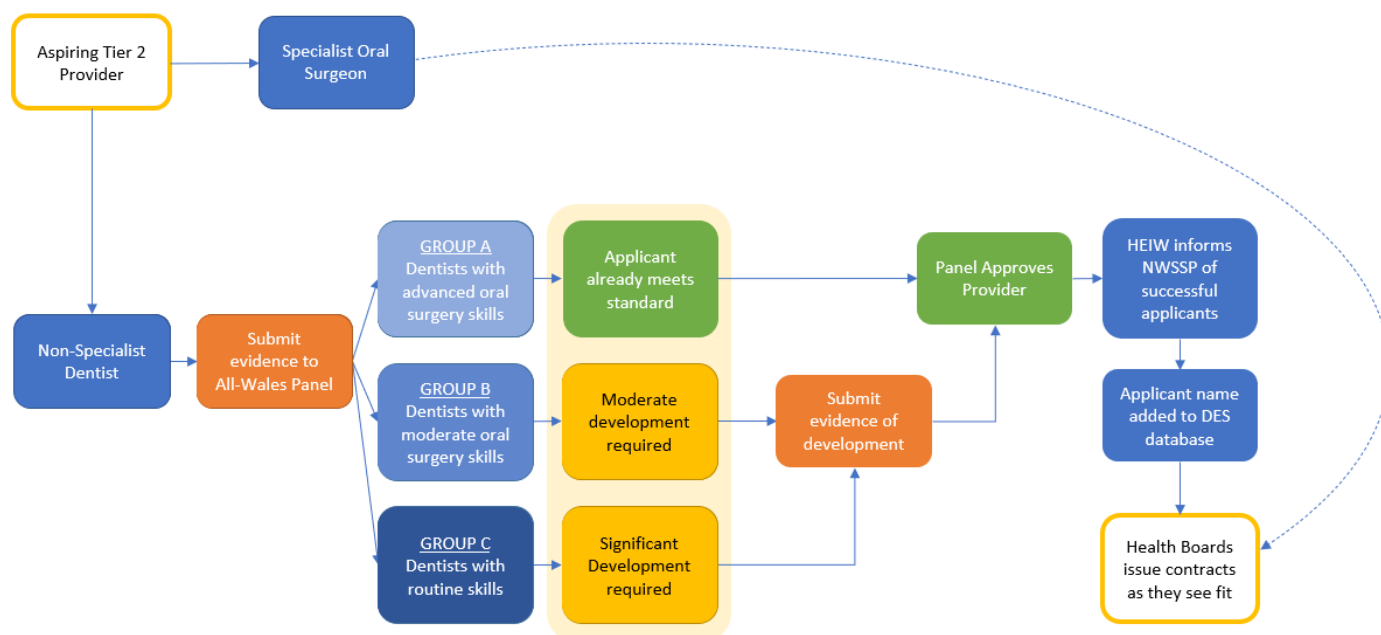 Aspiring Tier 2
Provider
Specialist Oral
Surgeon
Non-Specialist
Dentist
Submit
evidence to
All-Wales Panel
GROUP A
Dentists with
advanced oral
surgery skills
Applicant
already meets
standard
GROUP B
Dentists with
moderate oral
surgery skills
Moderate
development
required
GROUP C
Dentists with
routine skills
Significant
Development
required
Submit
evidence of
development
Panel Approves
Provider
HEIW informs
NWSSP of
successful
applicants
Applicant name
added to DES
database
Health Boards
issue contracts
as they see fit